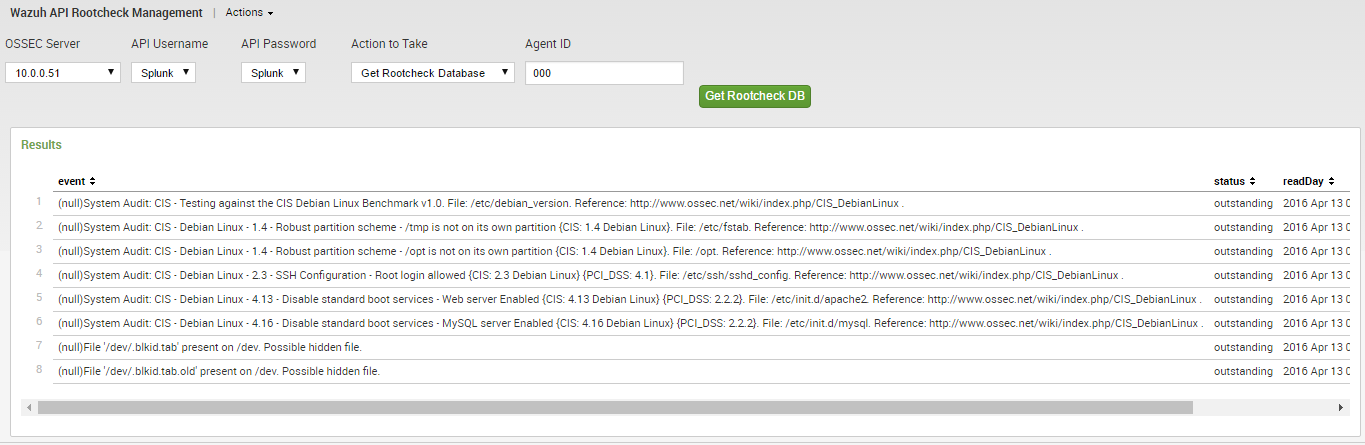 Wazuh API Rootcheck Management | Actions
OSSEC Server API Username API Password Action to Take Agent ID
10.0.0.51 Splunk Splunk Get Rootcheck Database 000
Get Rootcheck DB
Results
event status readDay
1 (null)System Audit: CIS - Testing against the CIS Debian Linux Benchmark v1.0. File: /etc/debian_version. Reference: http://www.ossec.net/wiki/index.php/CIS_DebianLinux . outstanding 2016 Apr 13 0
2 (null)System Audit: CIS - Debian Linux - 1.4 - Robust partition scheme - /tmp is not on its own partition {CIS: 1.4 Debian Linux}. File: /etc/fstab. Reference: http://www.ossec.net/wiki/index.php/CIS_DebianLinux . outstanding 2016 Apr 13 0
3 (null)System Audit: CIS - Debian Linux - 1.4 - Robust partition scheme - /opt is not on its own partition {CIS: 1.4 Debian Linux}. File: /opt. Reference: http://www.ossec.net/wiki/index.php/CIS_DebianLinux . outstanding 2016 Apr 13 0
4 (null)System Audit: CIS - Debian Linux - 2.3 - SSH Configuration - Root login allowed {CIS: 2.3 Debian Linux} {PCI_DSS: 4.1}. File: /etc/ssh/sshd_config. Reference: http://www.ossec.net/wiki/index.php/CIS_DebianLinux . outstanding 2016 Apr 13 0
5 (null)System Audit: CIS - Debian Linux - 4.13 - Disable standard boot services - Web server Enabled {CIS: 4.13 Debian Linux} {PCI_DSS: 2.2.2}. File: /etc/init.d/apache2. Reference: http://www.ossec.net/wiki/index.php/CIS_DebianLinux . outstanding 2016 Apr 13 0
6 (null)System Audit: CIS - Debian Linux - 4.16 - Disable standard boot services - MySQL server Enabled {CIS: 4.16 Debian Linux} {PCI_DSS: 2.2.2}. File: /etc/init.d/mysql. Reference: http://www.ossec.net/wiki/index.php/CIS_DebianLinux . outstanding 2016 Apr 13 0
7 (null)File '/dev/.blkid.tab' present on /dev. Possible hidden file. outstanding 2016 Apr 13 0
8 (null)File '/dev/.blkid.tab.old' present on /dev. Possible hidden file. outstanding 2016 Apr 13 0